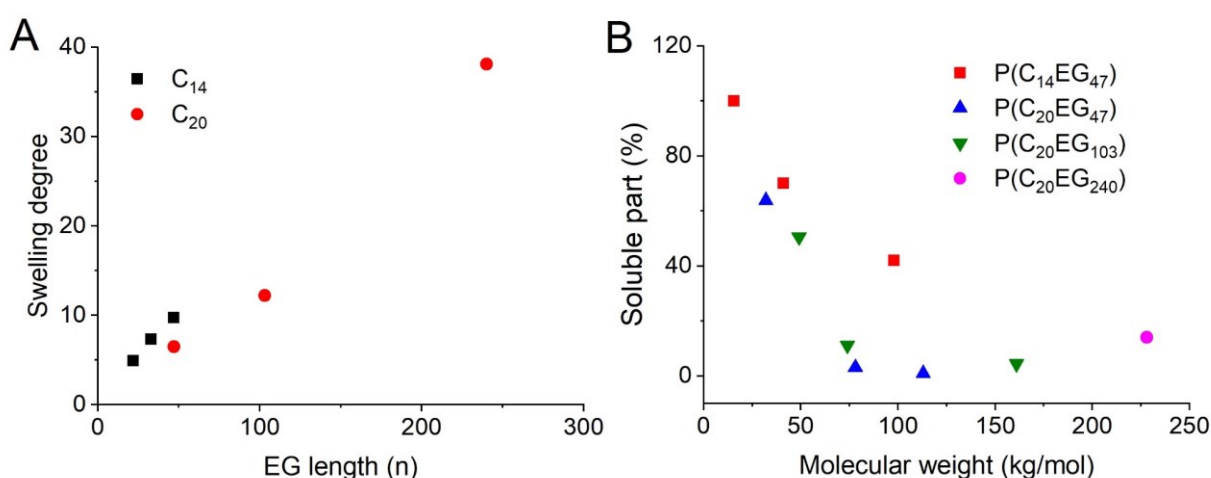 A
Swelling degree
40
30
20
10
0
C₁₄
C₂₀
0 100 200 300
EG length (n)
B
Soluble part (%)
120
80
40
0
P(C₁₄EG₄₇)
P(C₂₀EG₄₇)
P(C₂₀EG₁₀₃)
P(C₂₀EG₂₄₀)
0 50 100 150 200 250
Molecular weight (kg/mol)